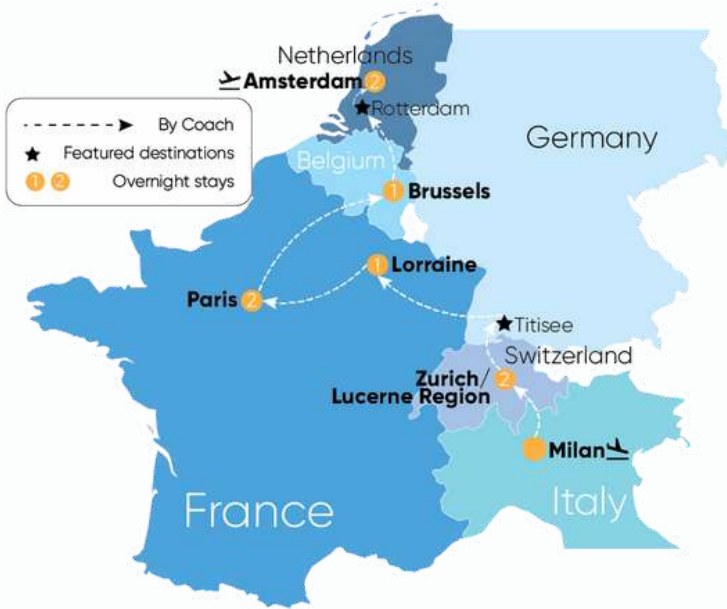 Netherlands
Amsterdam 2
Rotterdam
By Coach
Featured destinations
1 2 Overnight stays
Germany
Belgium
1 Brussels
1 Lorraine
Paris 2
Titisee
Switzerland
Zurich/
Lucerne Region
2
Milan
Italy
France